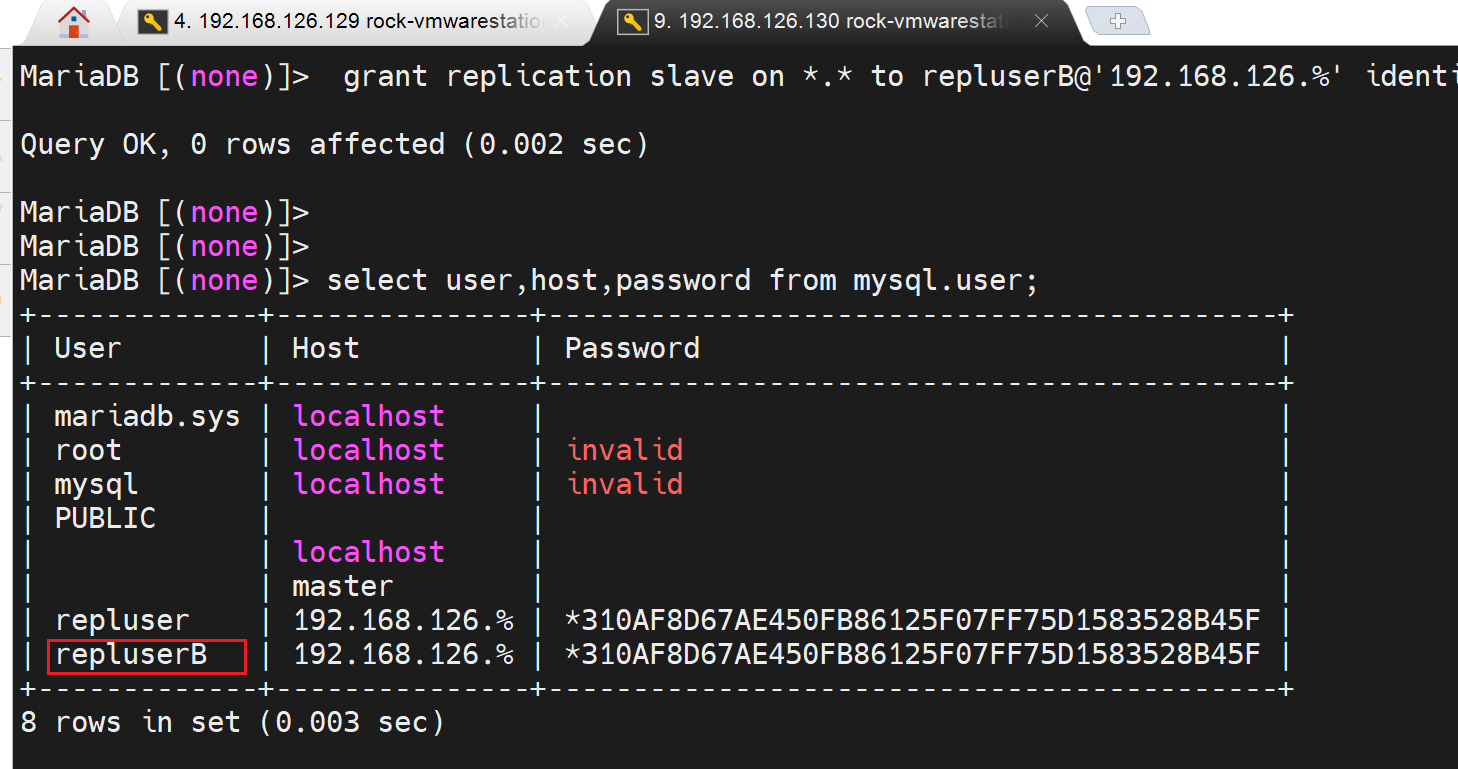 4. 192.168.126.129 rock-vmwarestation
9. 192.168.126.130 rock-vmwarestat
MariaDB [(none)]>  grant replication slave on *.* to repluserB@'192.168.126.%' identi
Query OK, 0 rows affected (0.002 sec)
MariaDB [(none)]>
MariaDB [(none)]>
MariaDB [(none)]> select user,host,password from mysql.user;
+-------------+---------------+-------------------------------------------+
| User        | Host          | Password                                  |
+-------------+---------------+-------------------------------------------+
| mariadb.sys | localhost     |                                           |
| root        | localhost     | invalid                                   |
| mysql       | localhost     | invalid                                   |
| PUBLIC      |               |                                           |
|             | localhost     |                                           |
|             | master        |                                           |
| repluser    | 192.168.126.% | *310AF8D67AE450FB86125F07FF75D1583528B45F |
| repluserB   | 192.168.126.% | *310AF8D67AE450FB86125F07FF75D1583528B45F |
+-------------+---------------+-------------------------------------------+
8 rows in set (0.003 sec)